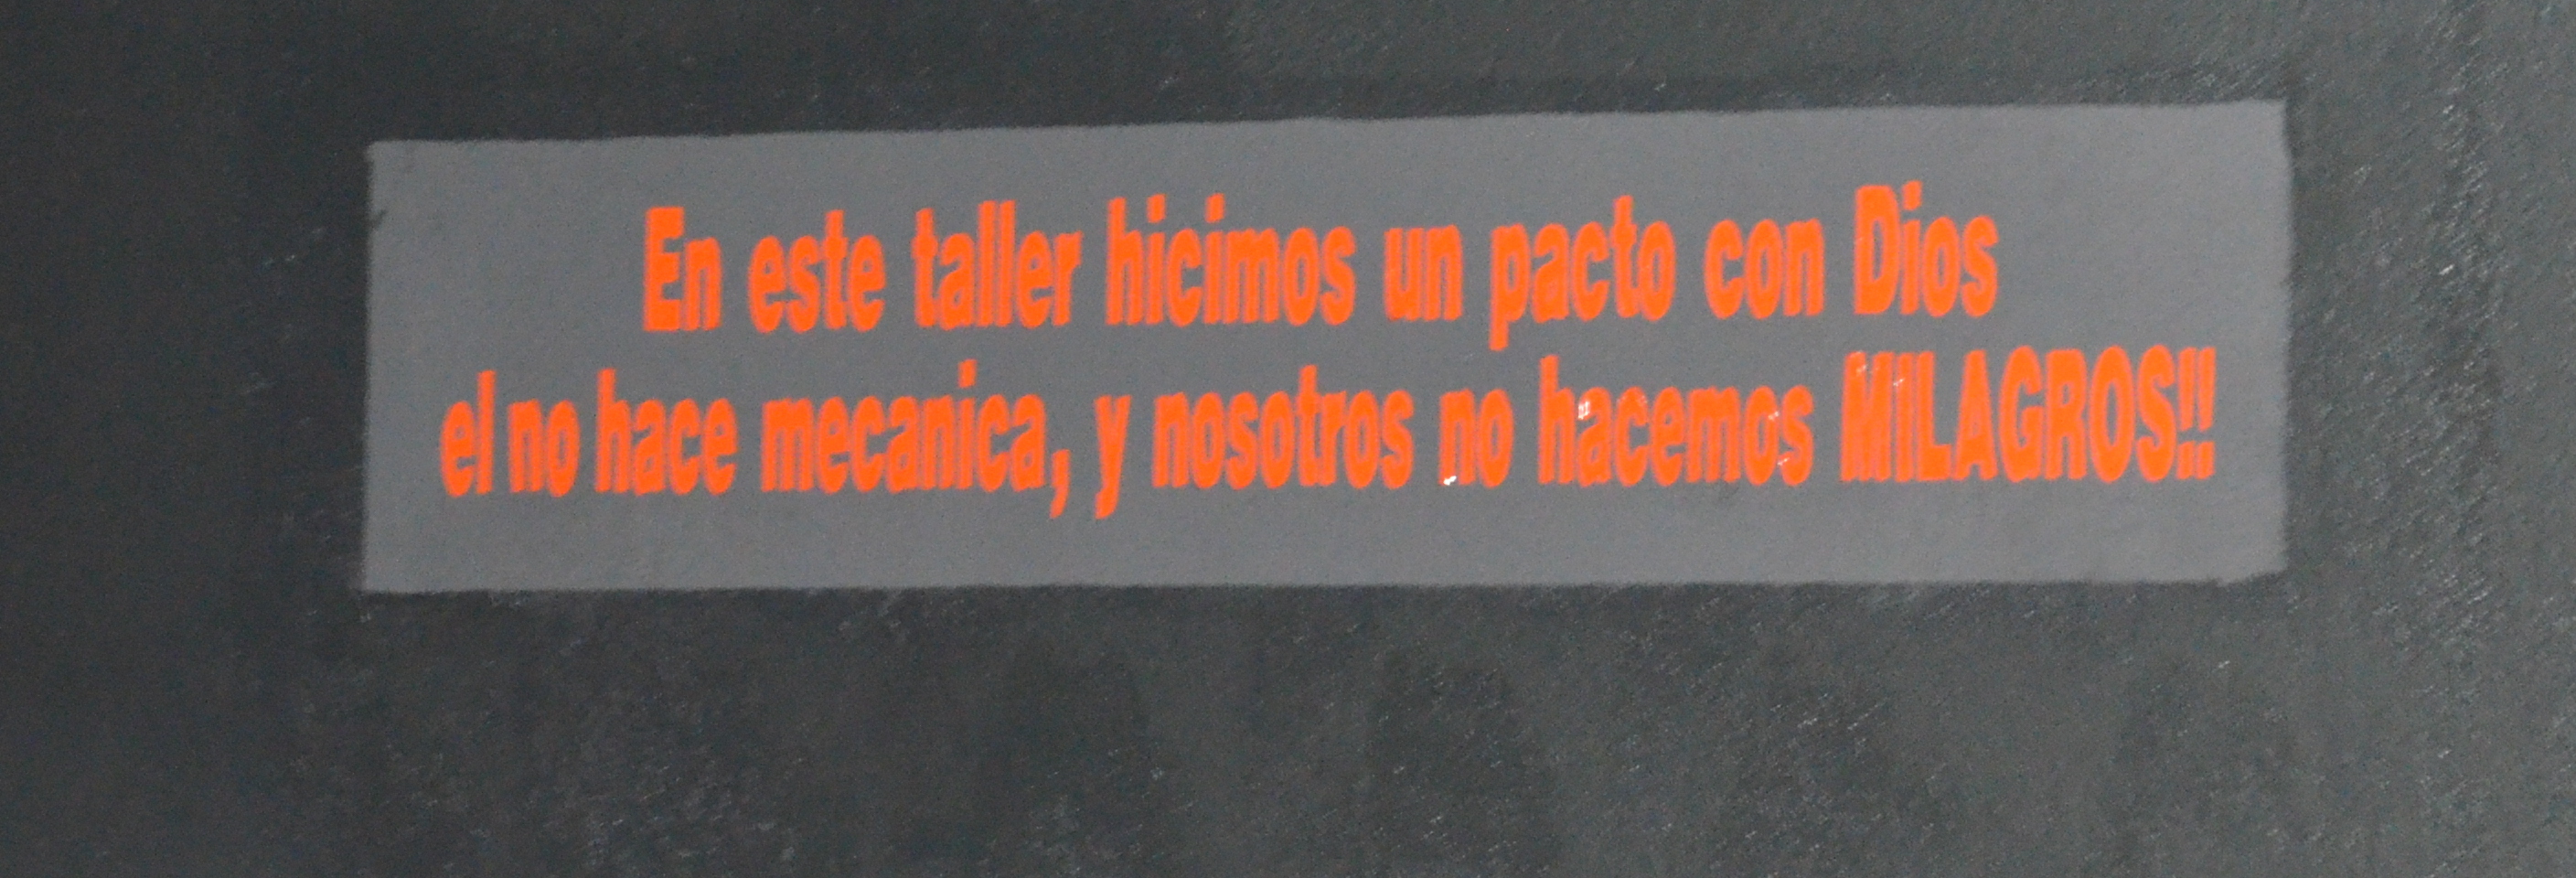 En este taller hicimos un pacto con Dios
el no hace mecanica, y nosotros no hacemos MILAGROS!!